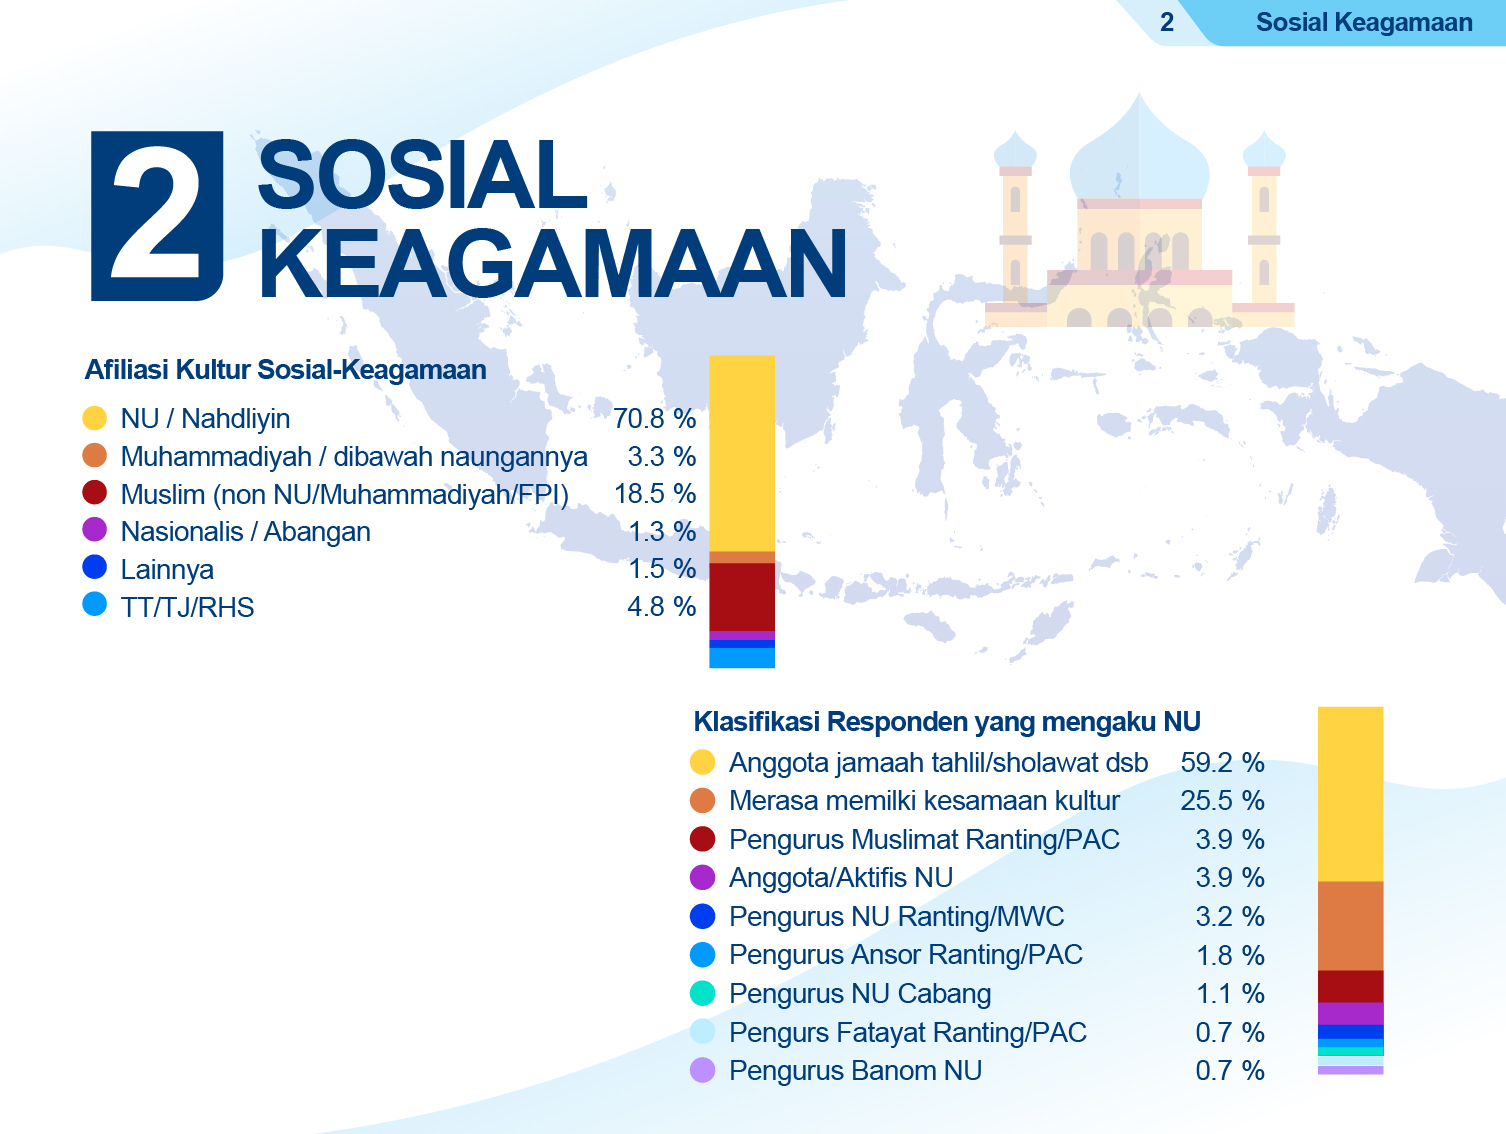 2 Sosial Keagamaan
2 SOSIAL
KEAGAMAAN
Afiliasi Kultur Sosial-Keagamaan
NU / Nahdliyin 70.8 %
Muhammadiyah / dibawah naungannya 3.3 %
Muslim (non NU/Muhammadiyah/FPI) 18.5 %
Nasionalis / Abangan 1.3 %
Lainnya 1.5 %
TT/TJ/RHS 4.8 %
Klasifikasi Responden yang mengaku NU
Anggota jamaah tahlil/sholawat dsb 59.2 %
Merasa memilki kesamaan kultur 25.5 %
Pengurus Muslimat Ranting/PAC 3.9 %
Anggota/Aktifis NU 3.9 %
Pengurus NU Ranting/MWC 3.2 %
Pengurus Ansor Ranting/PAC 1.8 %
Pengurus NU Cabang 1.1 %
Pengurs Fatayat Ranting/PAC 0.7 %
Pengurus Banom NU 0.7 %